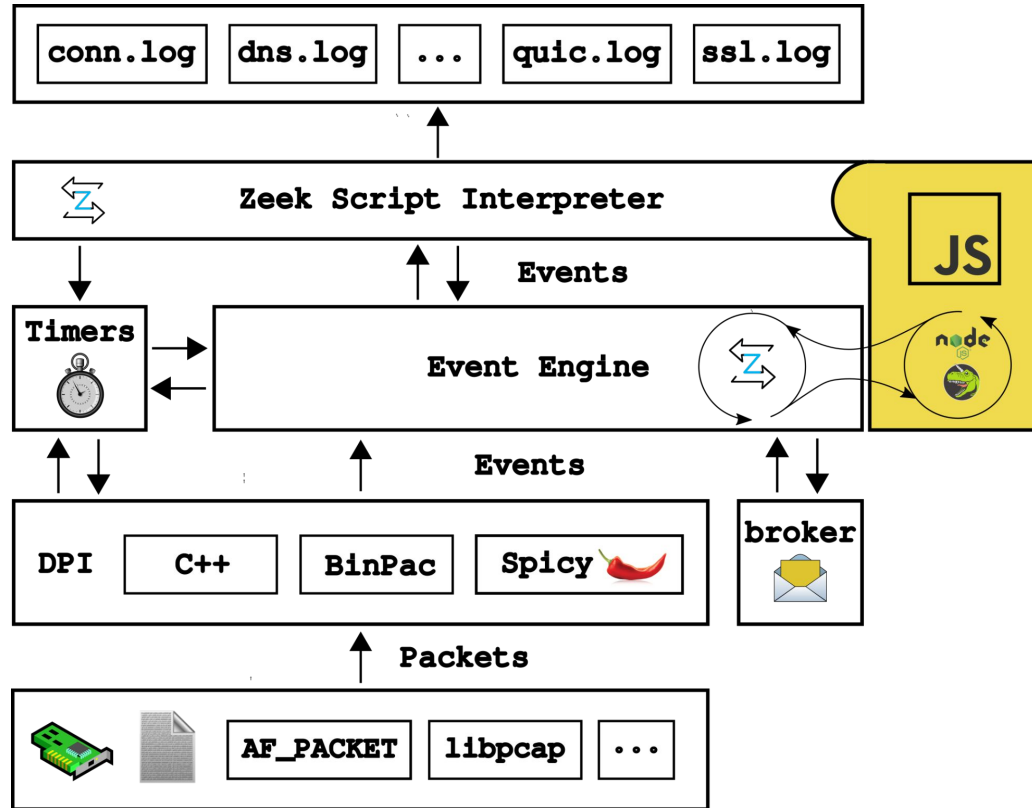 conn.log dns.log ... quic.log ssl.log
Z Zeek Script Interpreter
JS
Events
Timers
Event Engine
Z
node
JS
Events
DPI C++ BinPac Spicy
broker
Packets
AF_PACKET libpcap ...